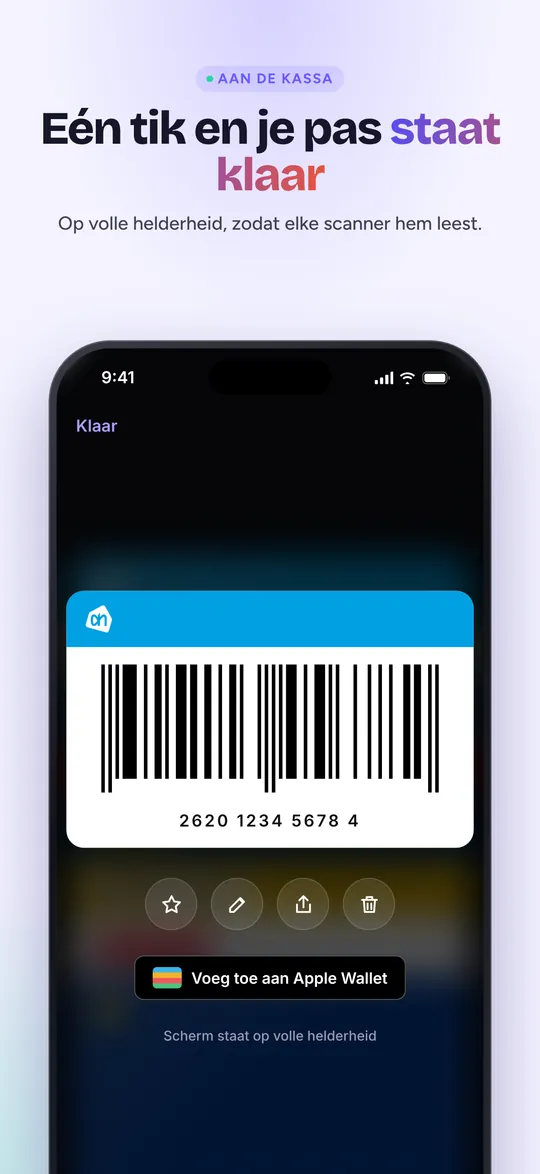 AAN DE KASSA
Eén tik en je pas staat
klaar
Op volle helderheid, zodat elke scanner hem leest.
9:41
Klaar
ah
2620 1234 5678 4
Voeg toe aan Apple Wallet
Scherm staat op volle helderheid